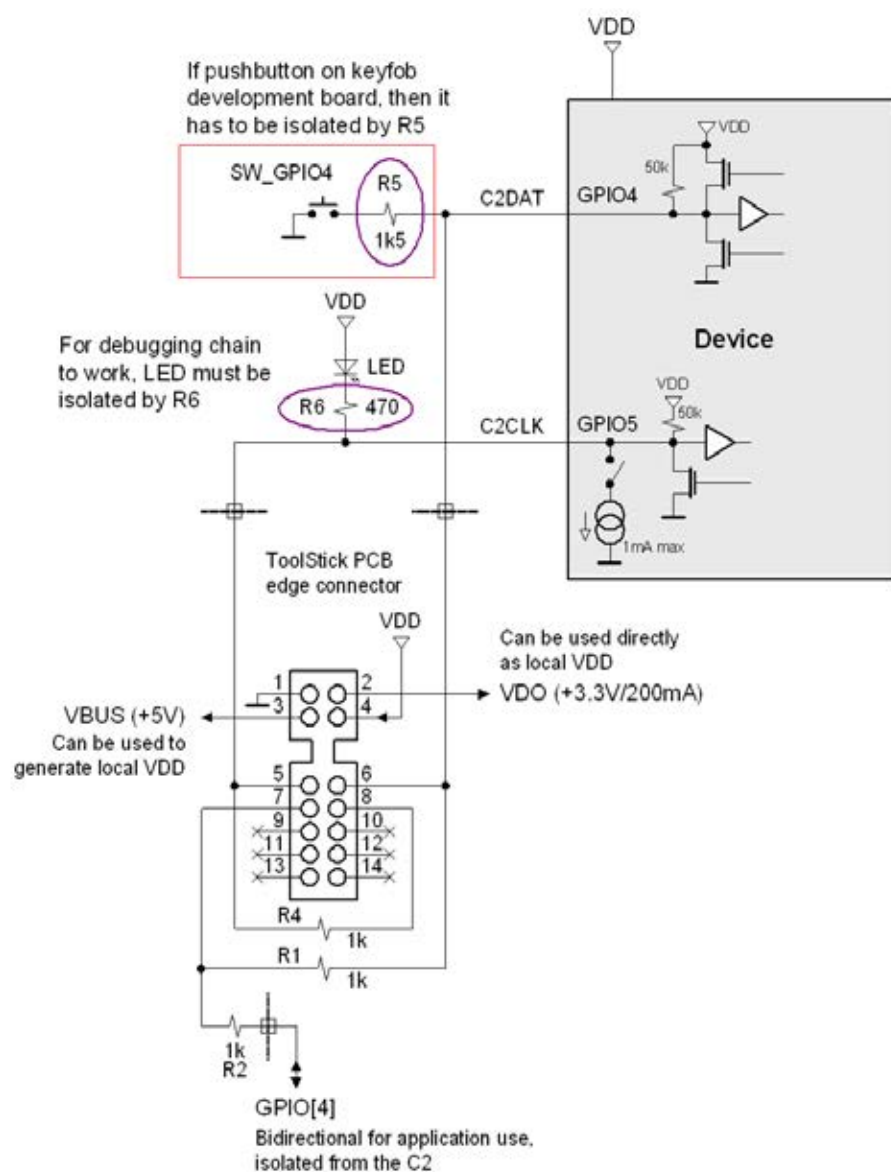 VDD
If pushbutton on keyfob
development board, then it
has to be isolated by R5
SW_GPIO4
R5
1k5
C2DAT
GPIO4
VDD
50k
Device
VDD
For debugging chain
to work, LED must be
isolated by R6
LED
R6
470
C2CLK
GPIO5
VDD
50k
1mA max
ToolStick PCB
edge connector
VDD
Can be used directly
as local VDD
VDO (+3.3V/200mA)
VBUS (+5V)
Can be used to
generate local VDD
1
2
3
4
5
6
7
8
9
10
11
12
13
14
R4
1k
R1
1k
1k
R2
GPIO[4]
Bidirectional for application use,
isolated from the C2